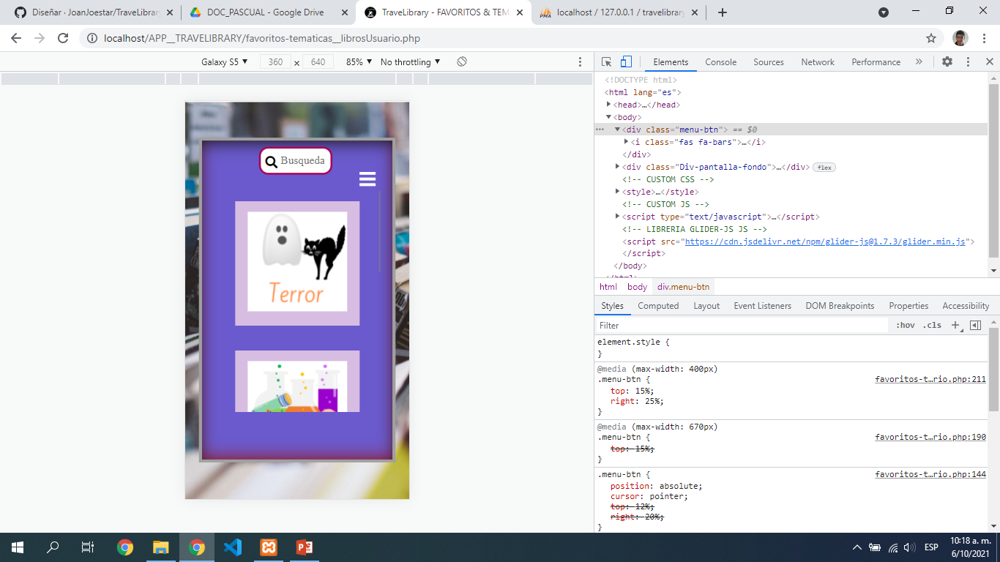 Diseñar · JoanJoestar/TraveLibrar
DOC_PASCUAL - Google Drive
TraveLibrary - FAVORITOS & TEM
localhost / 127.0.0.1 / travelibrary
localhost/APP__TRAVELIBRARY/favoritos-tematicas__librosUsuario.php
Galaxy S5 ▼ 360 × 640 85% ▼ No throttling ▼
Elements Console Sources Network Performance »
<!DOCTYPE html>
<html lang="es">
<head>…</head>
<body>
<div class="menu-btn"> == $0
<i class="fas fa-bars">…</i>
</div>
<div class="Div-pantalla-fondo">…</div> flex
<!-- CUSTOM CSS -->
<style>…</style>
<!-- CUSTOM JS -->
<script type="text/javascript">…</script>
<!-- LIBRERIA GLIDER-JS JS -->
<script src="https://cdn.jsdelivr.net/npm/glider-js@1.7.3/glider.min.js">
</script>
</body>
</html>
html body div.menu-btn
Styles Computed Layout Event Listeners DOM Breakpoints Properties Accessibility
Filter :hov .cls +
element.style {
}
@media (max-width: 400px)
.menu-btn { favoritos-t…rio.php:211
top: 15%;
right: 25%;
}
@media (max-width: 670px)
.menu-btn { favoritos-t…rio.php:190
top: 15%;
}
.menu-btn { favoritos-t…rio.php:144
position: absolute;
cursor: pointer;
top: 12%;
right: 20%;
}
Busqueda
Terror
ESP
10:18 a. m.
6/10/2021